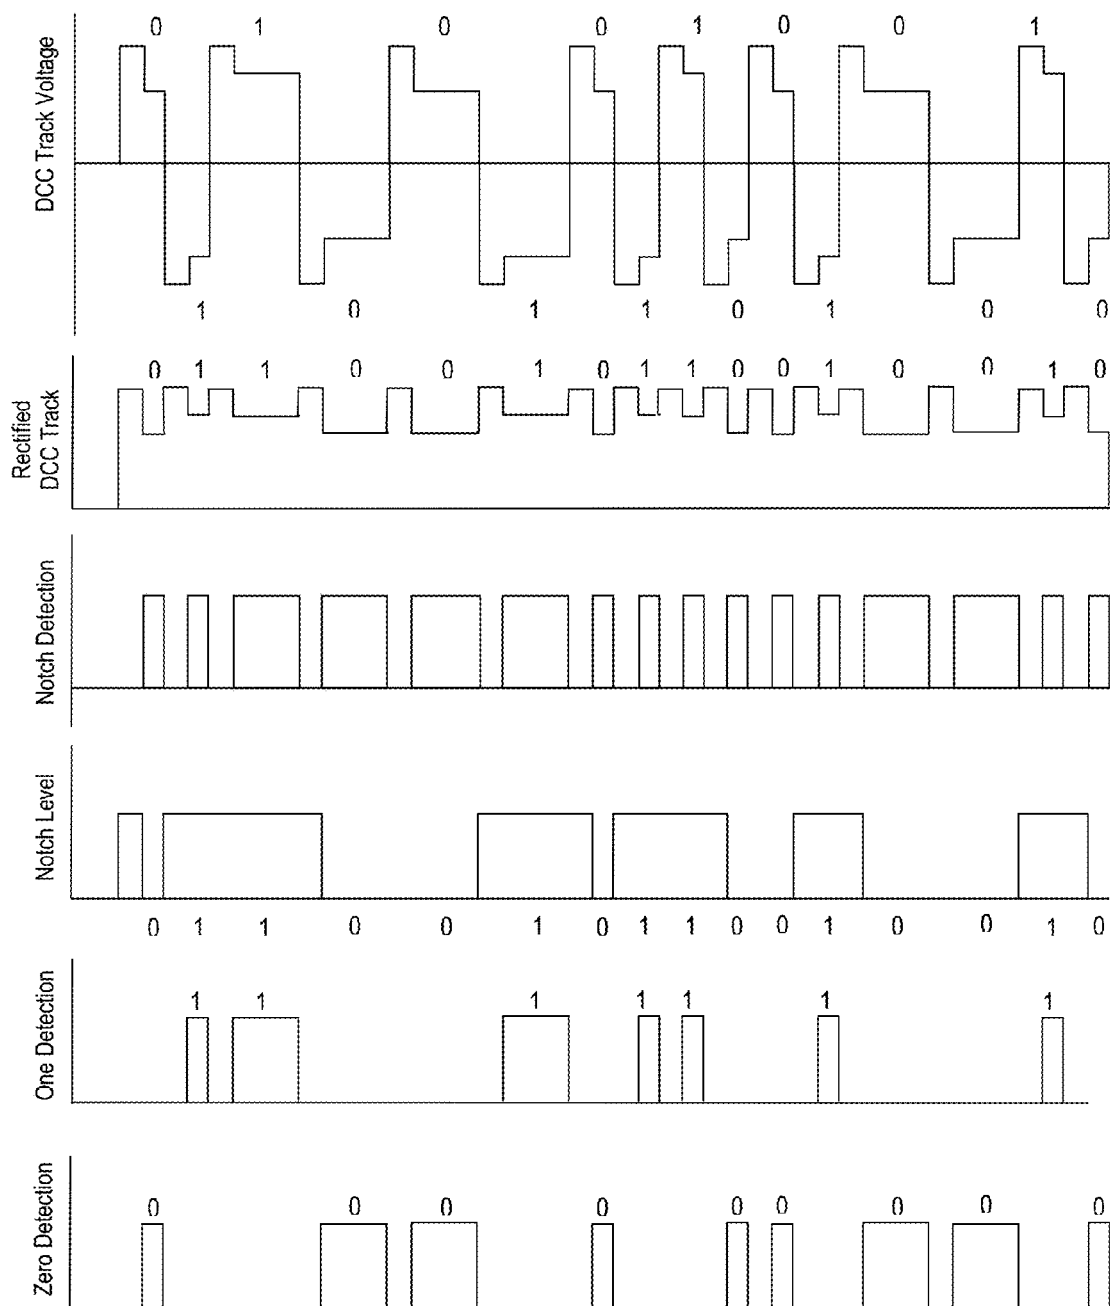 0 1 0 0 1 0 0 1
DCC Track Voltage
1 0 1 1 0 1 0 0
0 1 1 0 0 1 0 1 1 0 0 1 0 0 1 0
Rectified
DCC Track
Notch Detection
Notch Level
0 1 1 0 0 1 0 1 1 0 0 1 0 0 1 0
One Detection
1 1 1 1 1 1 1
Zero Detection
0 0 0 0 0 0 0 0 0